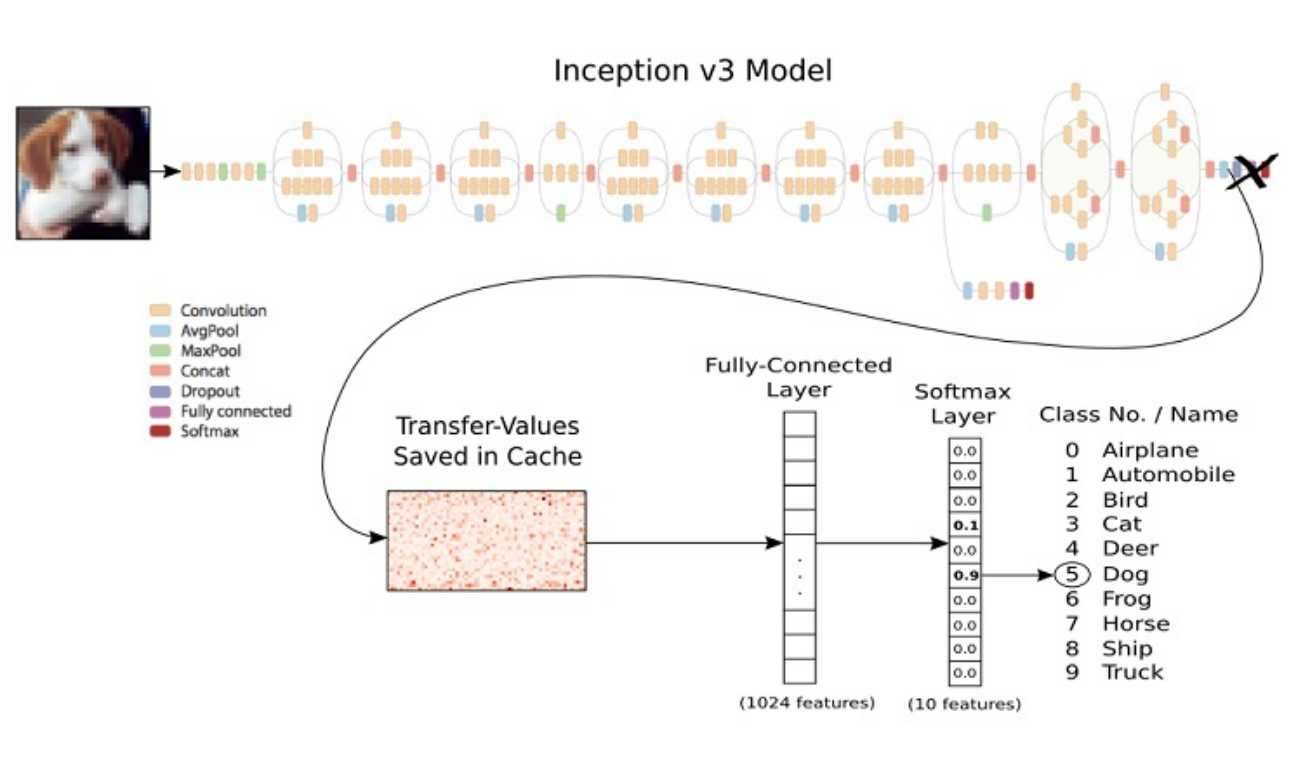 Inception v3 Model
Convolution
AvgPool
MaxPool
Concat
Dropout
Fully connected
Softmax
Transfer-Values
Saved in Cache
Fully-Connected
Layer
(1024 features)
Softmax
Layer
0.0
0.0
0.0
0.1
0.0
0.9
0.0
0.0
0.0
0.0
(10 features)
Class No. / Name
0 Airplane
1 Automobile
2 Bird
3 Cat
4 Deer
5 Dog
6 Frog
7 Horse
8 Ship
9 Truck